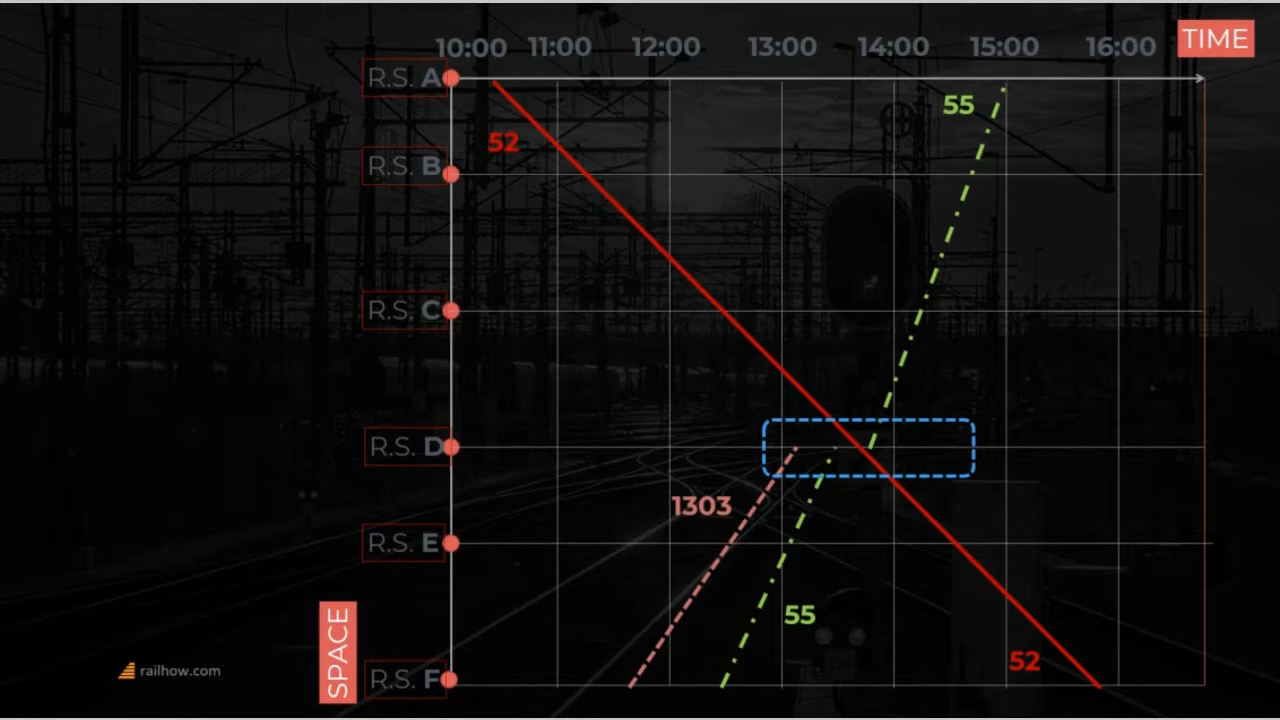 10:00 11:00 12:00 13:00 14:00 15:00 16:00 TIME
R.S. A
55
52
R.S. B
R.S. C
R.S. D
1303
R.S. E
55
SPACE
52
railhow.com
R.S. F